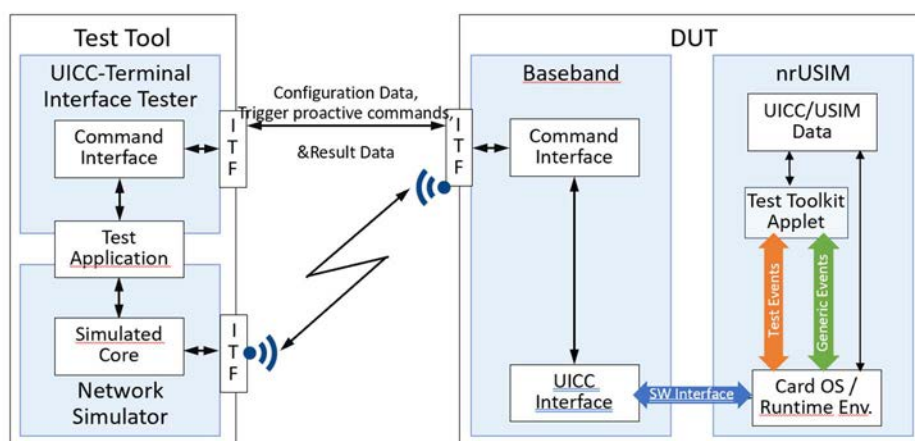 Test Tool
UICC-Terminal
Interface Tester
Command
Interface
I
T
F
Test
Application
Simulated
Core
I
T
F
Network
Simulator
Configuration Data,
Trigger proactive commands,
&Result Data
DUT
Baseband
I
T
F
Command
Interface
UICC
Interface
SW Interface
nrUSIM
UICC/USIM
Data
Test Toolkit
Applet
Test Events
Generic Events
Card OS /
Runtime Env.